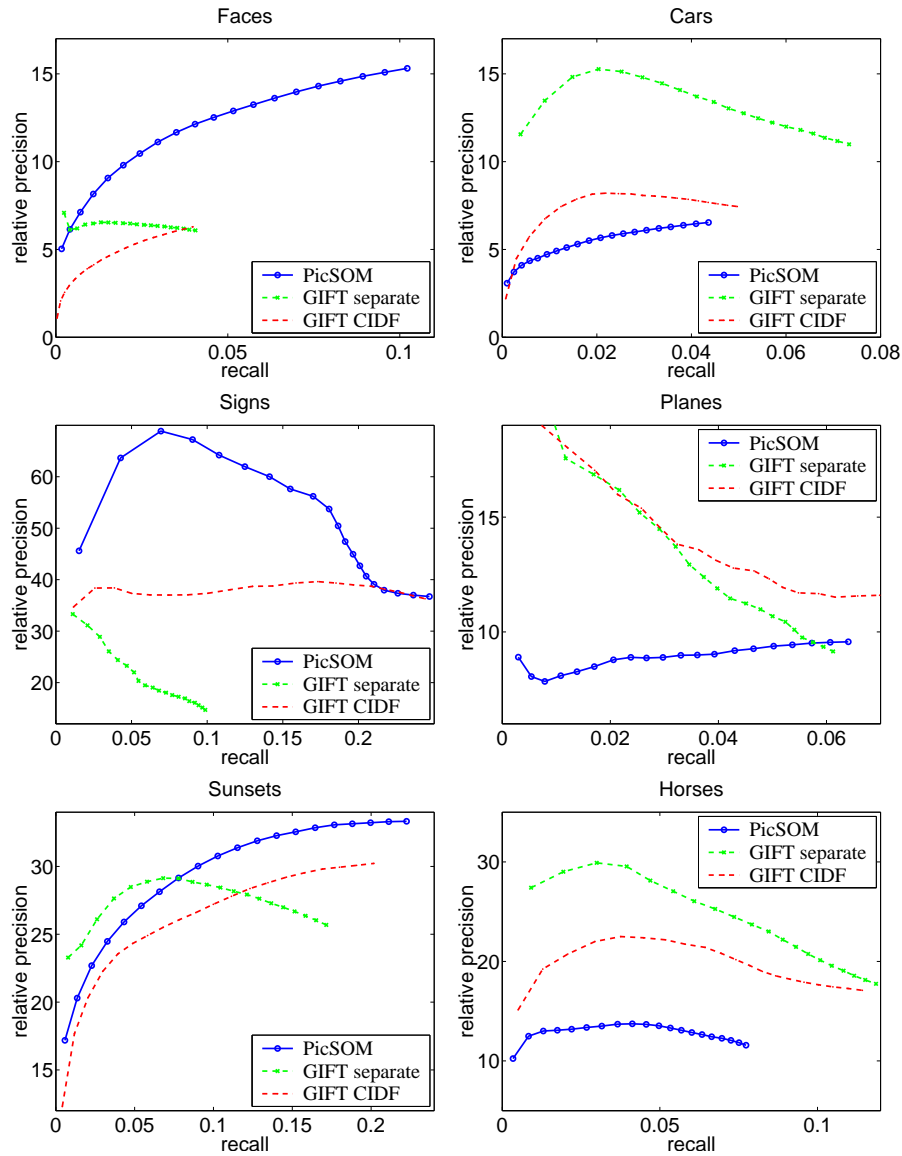 Faces
relative precision
15
10
5
0
0
0.05
0.1
recall
PicSOM
GIFT separate
GIFT CIDF
Cars
relative precision
15
10
5
0
0
0.02
0.04
0.06
0.08
recall
PicSOM
GIFT separate
GIFT CIDF
Signs
relative precision
60
50
40
30
20
0
0.05
0.1
0.15
0.2
recall
PicSOM
GIFT separate
GIFT CIDF
Planes
relative precision
15
10
0
0.02
0.04
0.06
recall
PicSOM
GIFT separate
GIFT CIDF
Sunsets
relative precision
30
25
20
15
0
0.05
0.1
0.15
0.2
recall
PicSOM
GIFT separate
GIFT CIDF
Horses
relative precision
30
20
10
0
0.05
0.1
recall
PicSOM
GIFT separate
GIFT CIDF